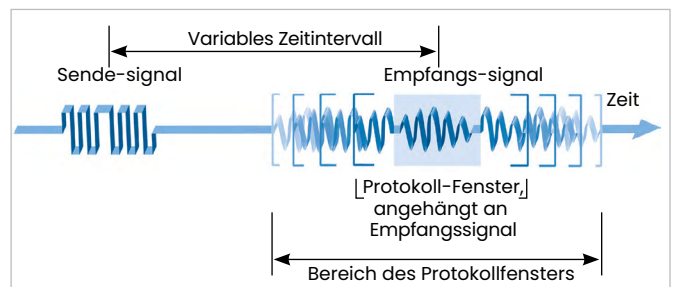 Variables Zeitintervall
Sende-signal
Empfangs-signal
Zeit
Protokoll-Fenster,
angehängt an
Empfangssignal
Bereich des Protokollfensters